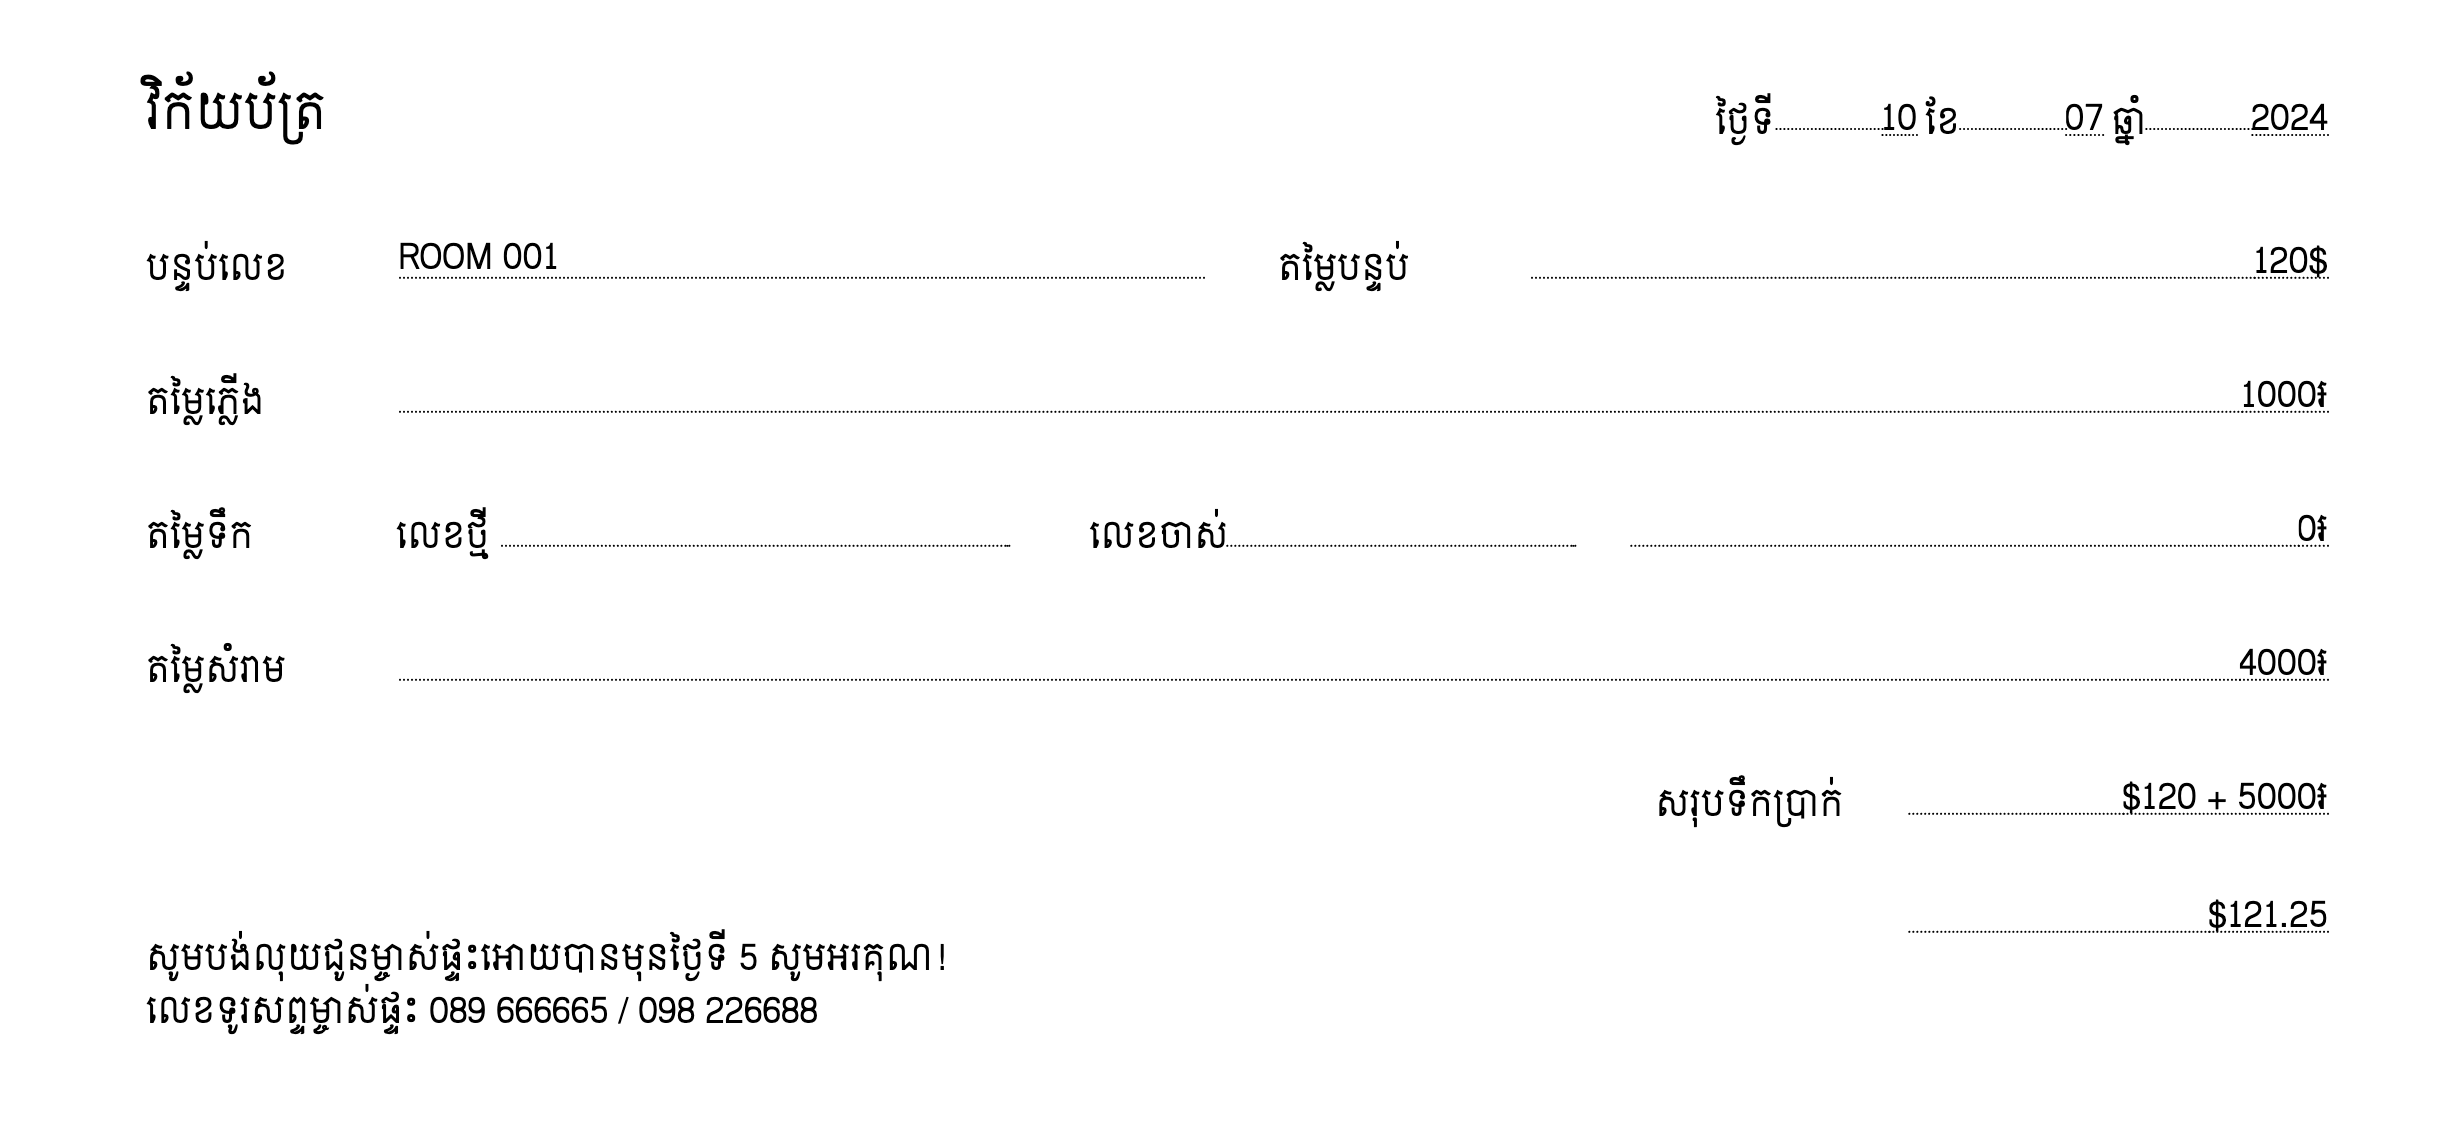 វិក័យប័ត្រ
ថ្ងៃទី 10 ខែ 07 ឆ្នាំ 2024
បន្ទប់លេខ ROOM 001 តម្លៃបន្ទប់ 120$
តម្លៃភ្លើង 1000៛
តម្លៃទឹក លេខថ្មី លេខចាស់ 0៛
តម្លៃសំរាម 4000៛
សរុបទឹកប្រាក់ $120 + 5000៛
$121.25
សូមបង់លុយជូនម្ចាស់ផ្ទះអោយបានមុនថ្ងៃទី 5 សូមអរគុណ!
លេខទូរសព្ទម្ចាស់ផ្ទះ 089 666665 / 098 226688